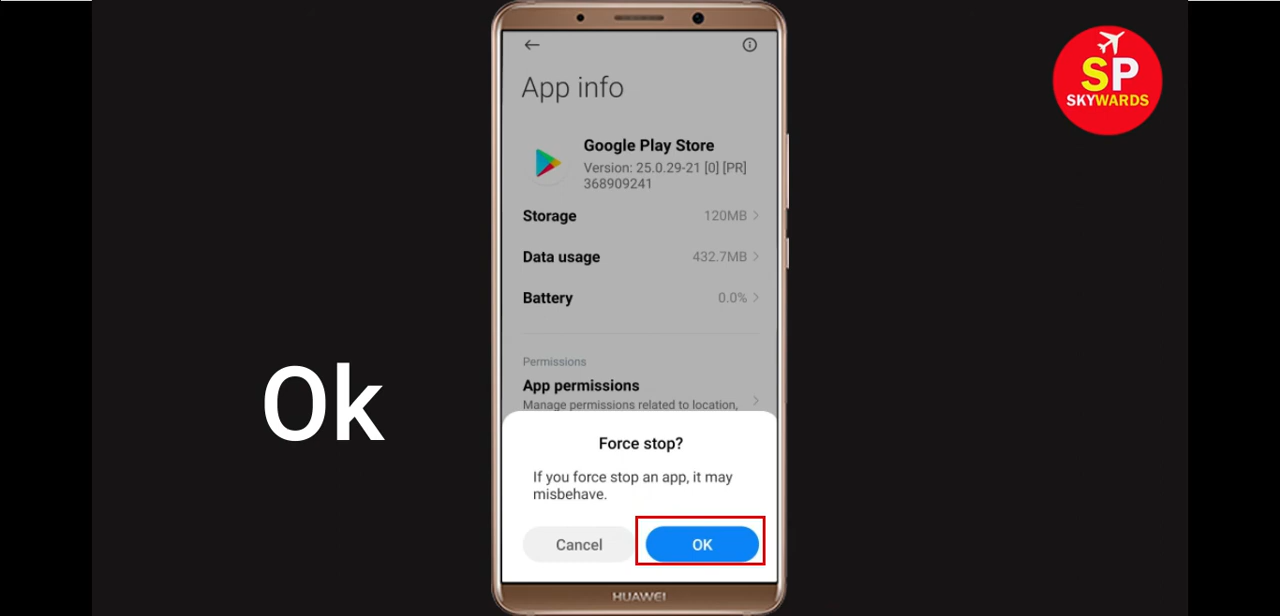 App info
Google Play Store
Version: 25.0.29-21 [0] [PR]
368909241
Storage 120MB
Data usage 432.7MB
Battery 0.0%
Permissions
App permissions
Manage permissions related to location,
Force stop?
If you force stop an app, it may
misbehave.
Cancel OK
HUAWEI
Ok
SP
SKYWARDS